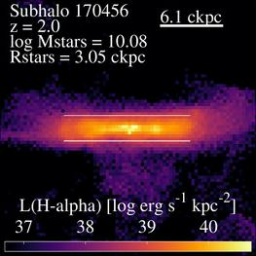 Subhalo 170456
6.1 ckpc
z = 2.0
log Mstars = 10.08
Rstars = 3.05 ckpc
L(H-alpha) [log erg s⁻¹ kpc⁻²]
37 38 39 40